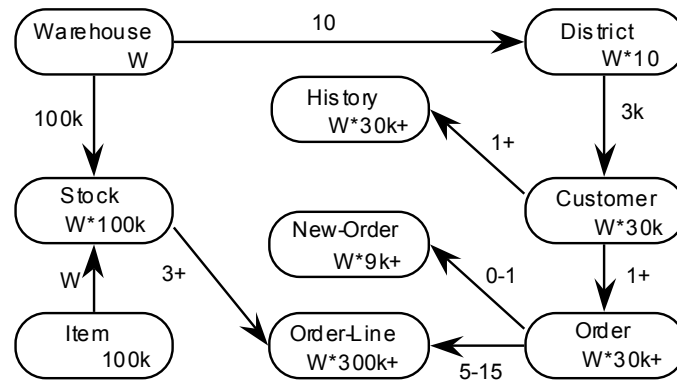 Warehouse
W
10
District
W*10
100k
History
W*30k+
1+
3k
Stock
W*100k
Customer
W*30k
New-Order
W*9k+
W
3+
0-1
1+
Item
100k
Order-Line
W*300k+
5-15
Order
W*30k+